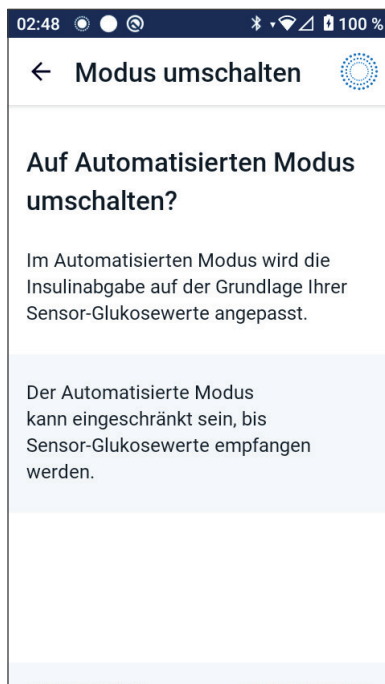 02:48 100 %
Modus umschalten
Auf Automatisierten Modus
umschalten?
Im Automatisierten Modus wird die
Insulinabgabe auf der Grundlage Ihrer
Sensor-Glukosewerte angepasst.
Der Automatisierte Modus
kann eingeschränkt sein, bis
Sensor-Glukosewerte empfangen
werden.